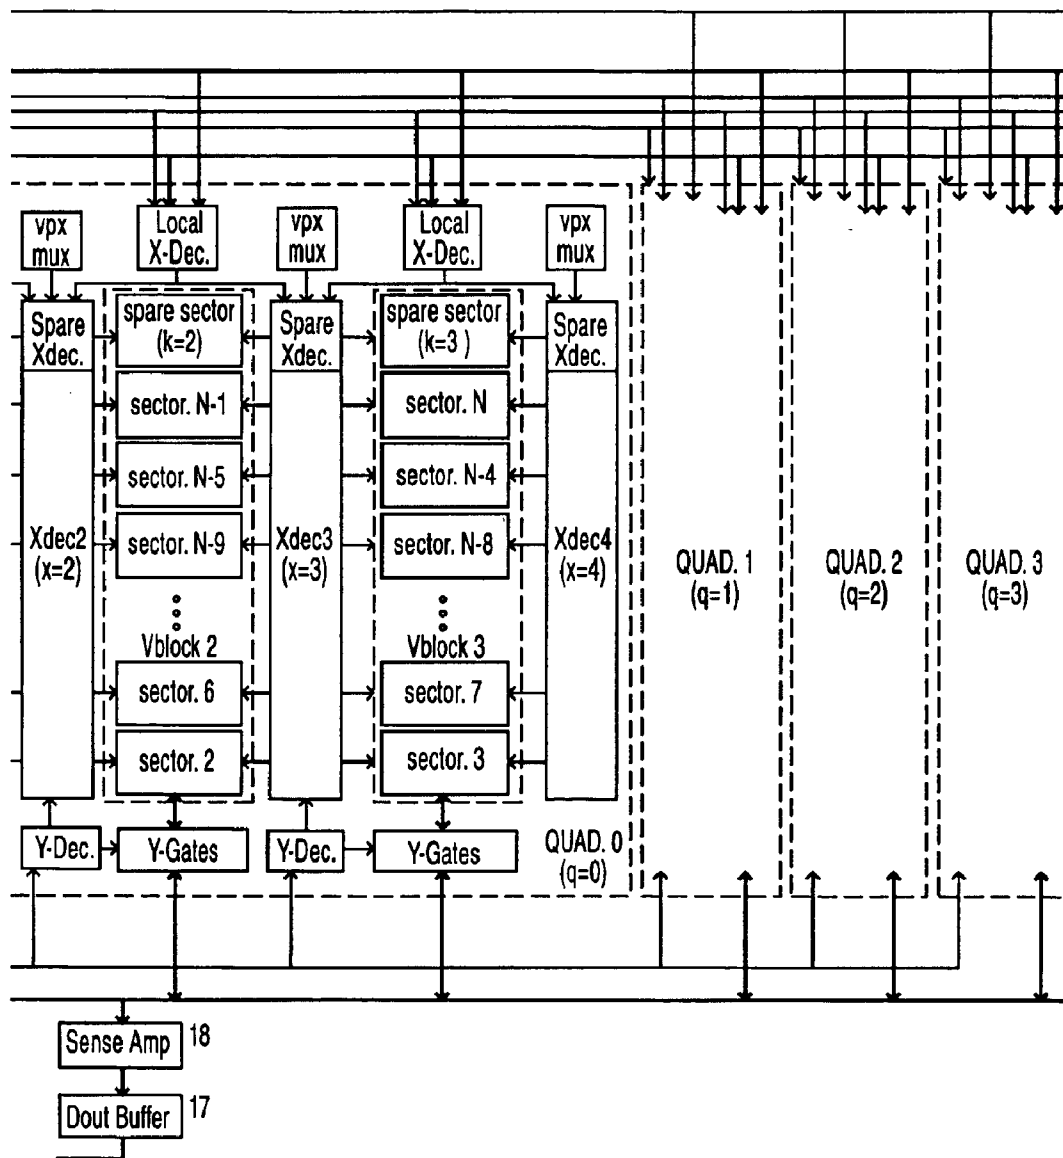 vpx
mux
Local
X-Dec.
vpx
mux
Local
X-Dec.
vpx
mux
Spare
Xdec.
spare sector
(k=2)
Spare
Xdec.
spare sector
(k=3 )
Spare
Xdec.
sector. N-1
sector. N
sector. N-5
sector. N-4
Xdec2
(x=2)
sector. N-9
Xdec3
(x=3)
sector. N-8
Xdec4
(x=4)
QUAD. 1
(q=1)
QUAD. 2
(q=2)
QUAD. 3
(q=3)
Vblock 2
Vblock 3
sector. 6
sector. 7
sector. 2
sector. 3
Y-Dec.
Y-Gates
Y-Dec.
Y-Gates
QUAD. 0
(q=0)
Sense Amp
18
Dout Buffer
17